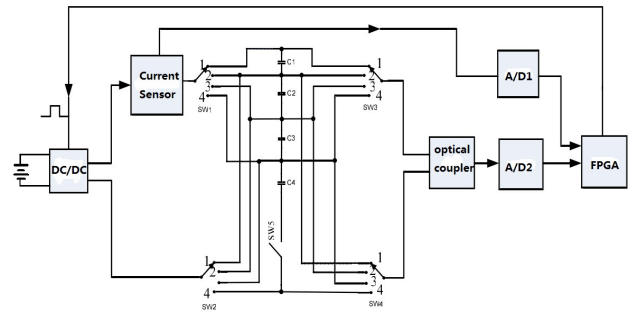 1
2
3
4
SW1
Current
Sensor
C1
C2
C3
C4
1
2
3
4
SW3
A/D1
DC/DC
optical
coupler
A/D2
FPGA
SW5
1
2
4
SW2
1
2
3
4
SW4